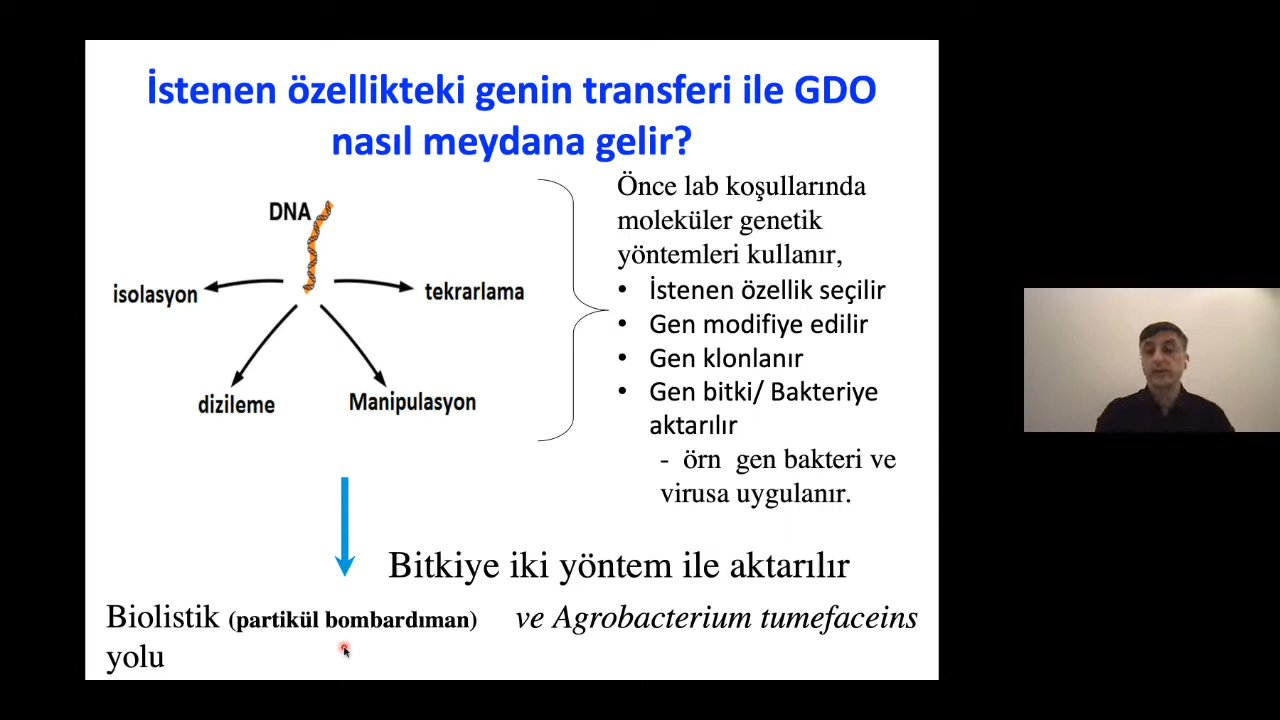 İstenen özellikteki genin transferi ile GDO
nasıl meydana gelir?
DNA
isolasyon
tekrarlama
dizileme
Manipulasyon
Önce lab koşullarında
moleküler genetik
yöntemleri kullanır,
• İstenen özellik seçilir
• Gen modifiye edilir
• Gen klonlanır
• Gen bitki/ Bakteriye
aktarılır
- örn gen bakteri ve
virusa uygulanır.
Bitkiye iki yöntem ile aktarılır
Biolistik (partikül bombardıman) ve Agrobacterium tumefaceins
yolu